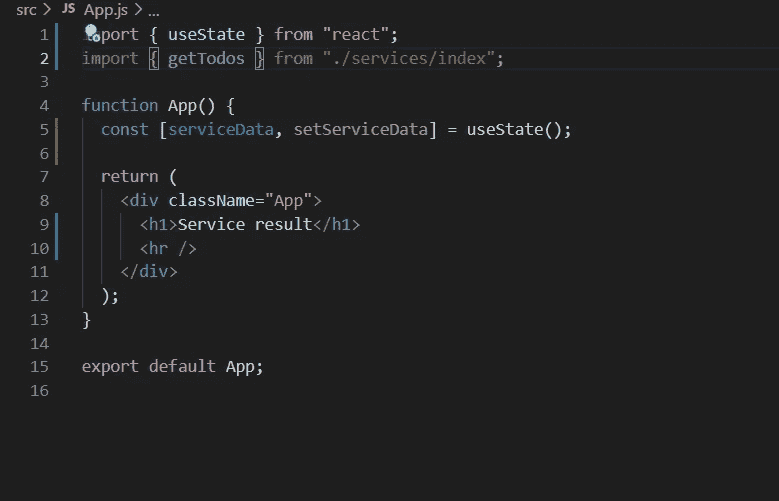 src > JS App.js > ...
1 port { useState } from "react";
2 import { getTodos } from "./services/index";
3
4 function App() {
5 const [serviceData, setServiceData] = useState();
6
7 return (
8 <div className="App">
9 <h1>Service result</h1>
10 <hr />
11 </div>
12 );
13 }
14
15 export default App;
16